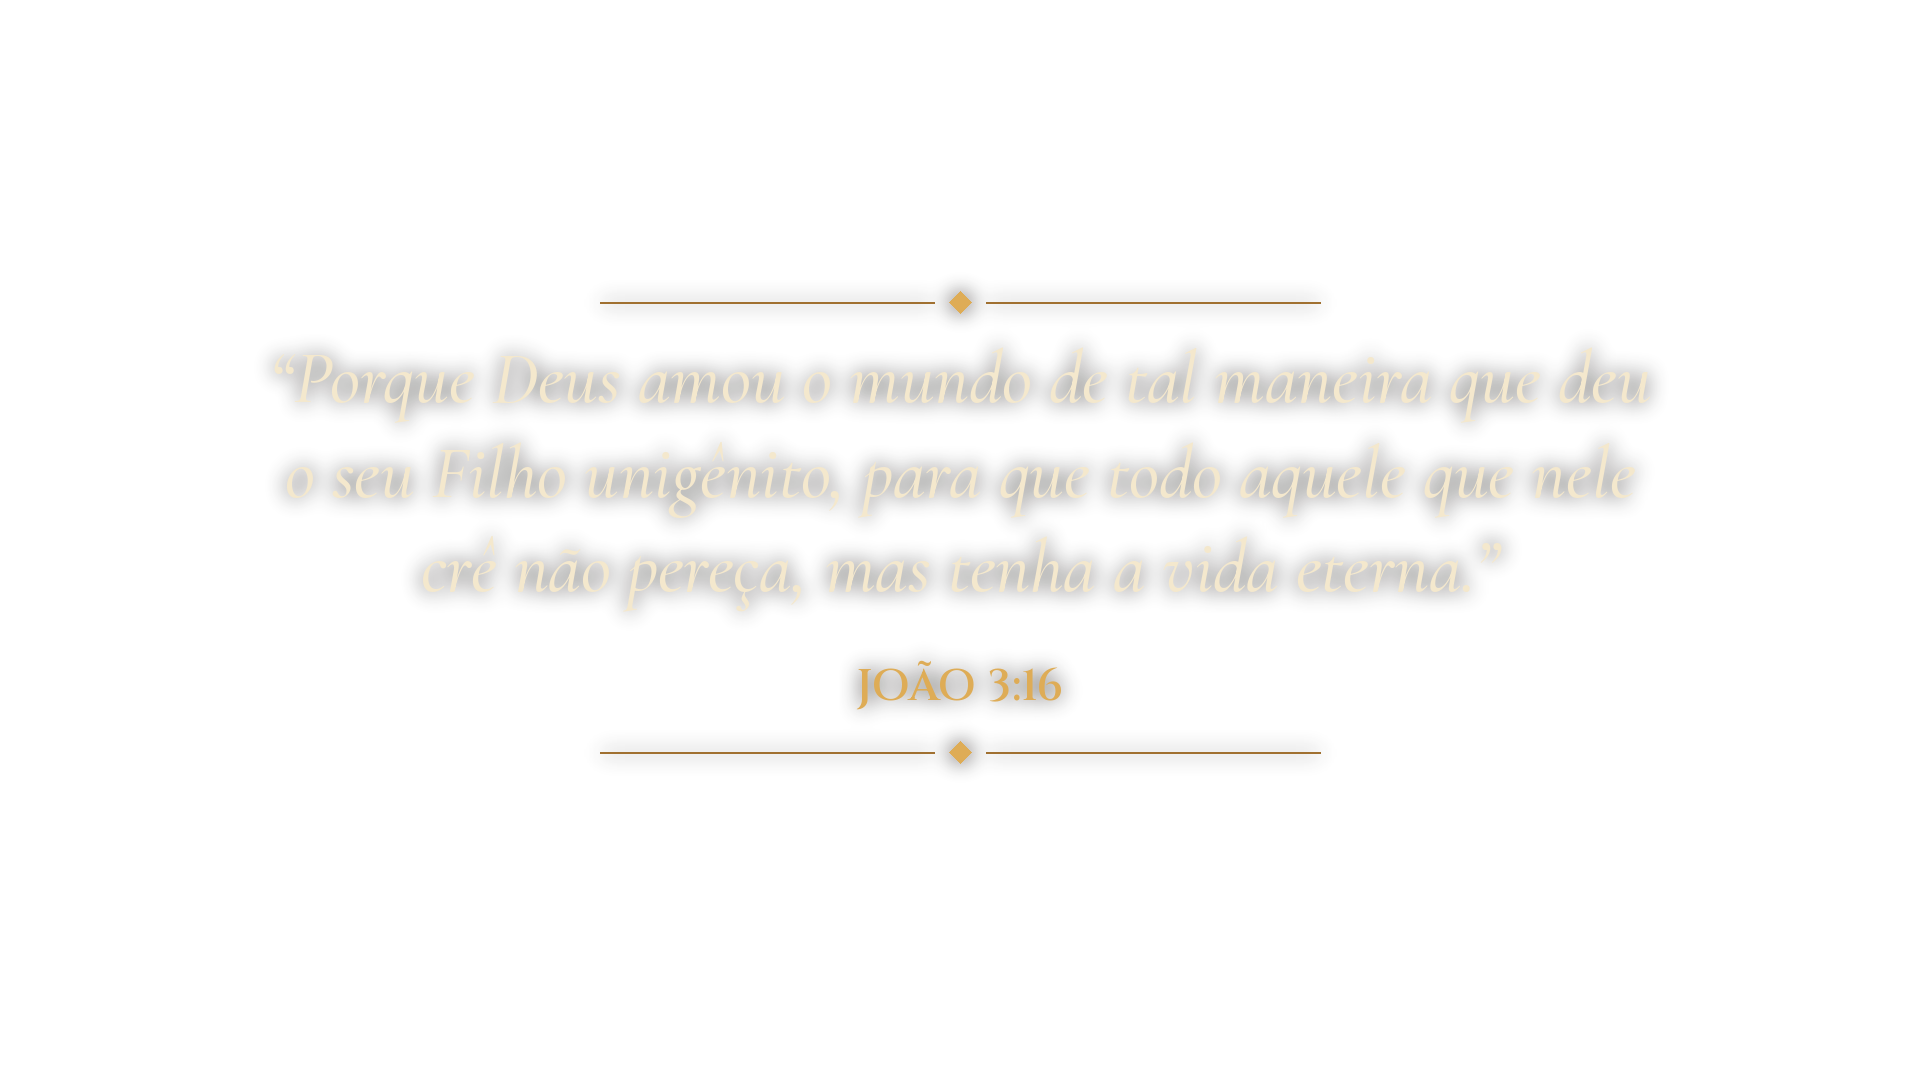 “Porque Deus amou o mundo de tal maneira que deu
o seu Filho unigênito, para que todo aquele que nele
crê não pereça, mas tenha a vida eterna.”
JOÃO 3:16